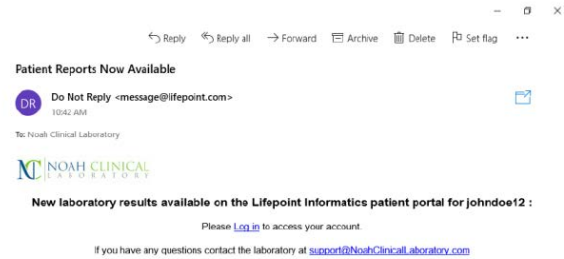 Reply Reply all Forward Archive Delete Set flag
Patient Reports Now Available
DR
Do Not Reply <message@lifepoint.com>
10:42 AM
To: Noah Clinical Laboratory
NC NOAH CLINICAL
LABORATORY
New laboratory results available on the Lifepoint Informatics patient portal for johndoe12 :
Please Log in to access your account.
If you have any questions contact the laboratory at support@NoahClinicalLaboratory.com